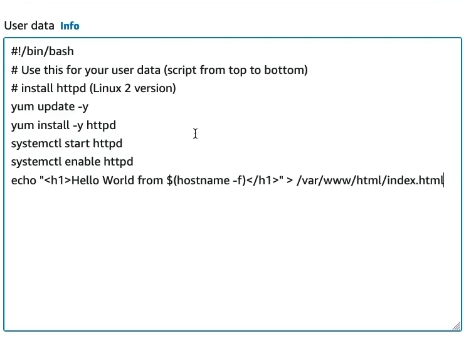 User data Info
#!/bin/bash
# Use this for your user data (script from top to bottom)
# install httpd (Linux 2 version)
yum update -y
yum install -y httpd
systemctl start httpd
systemctl enable httpd
echo "<h1>Hello World from $(hostname -f)</h1>" > /var/www/html/index.html